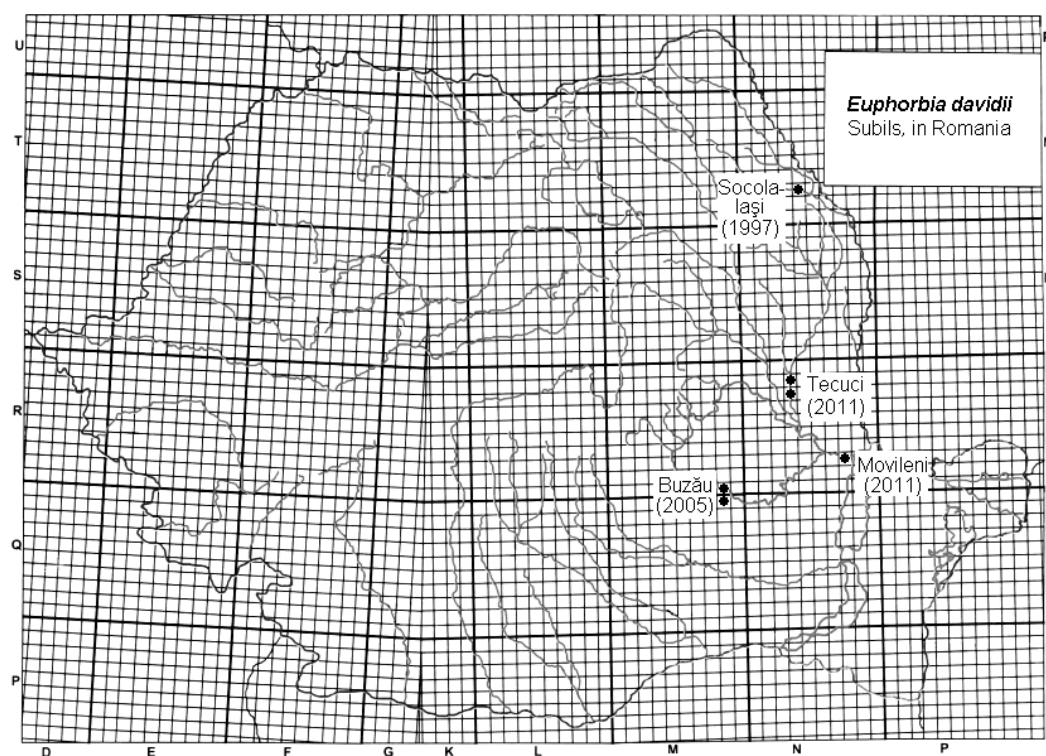 U
T
S
R
Q
P
Euphorbia davidii
Subils, in Romania
Socola-
Iaşi
(1997)
Tecuci
(2011)
Movileni
(2011)
Buzău
(2005)
D E F G K L M N P